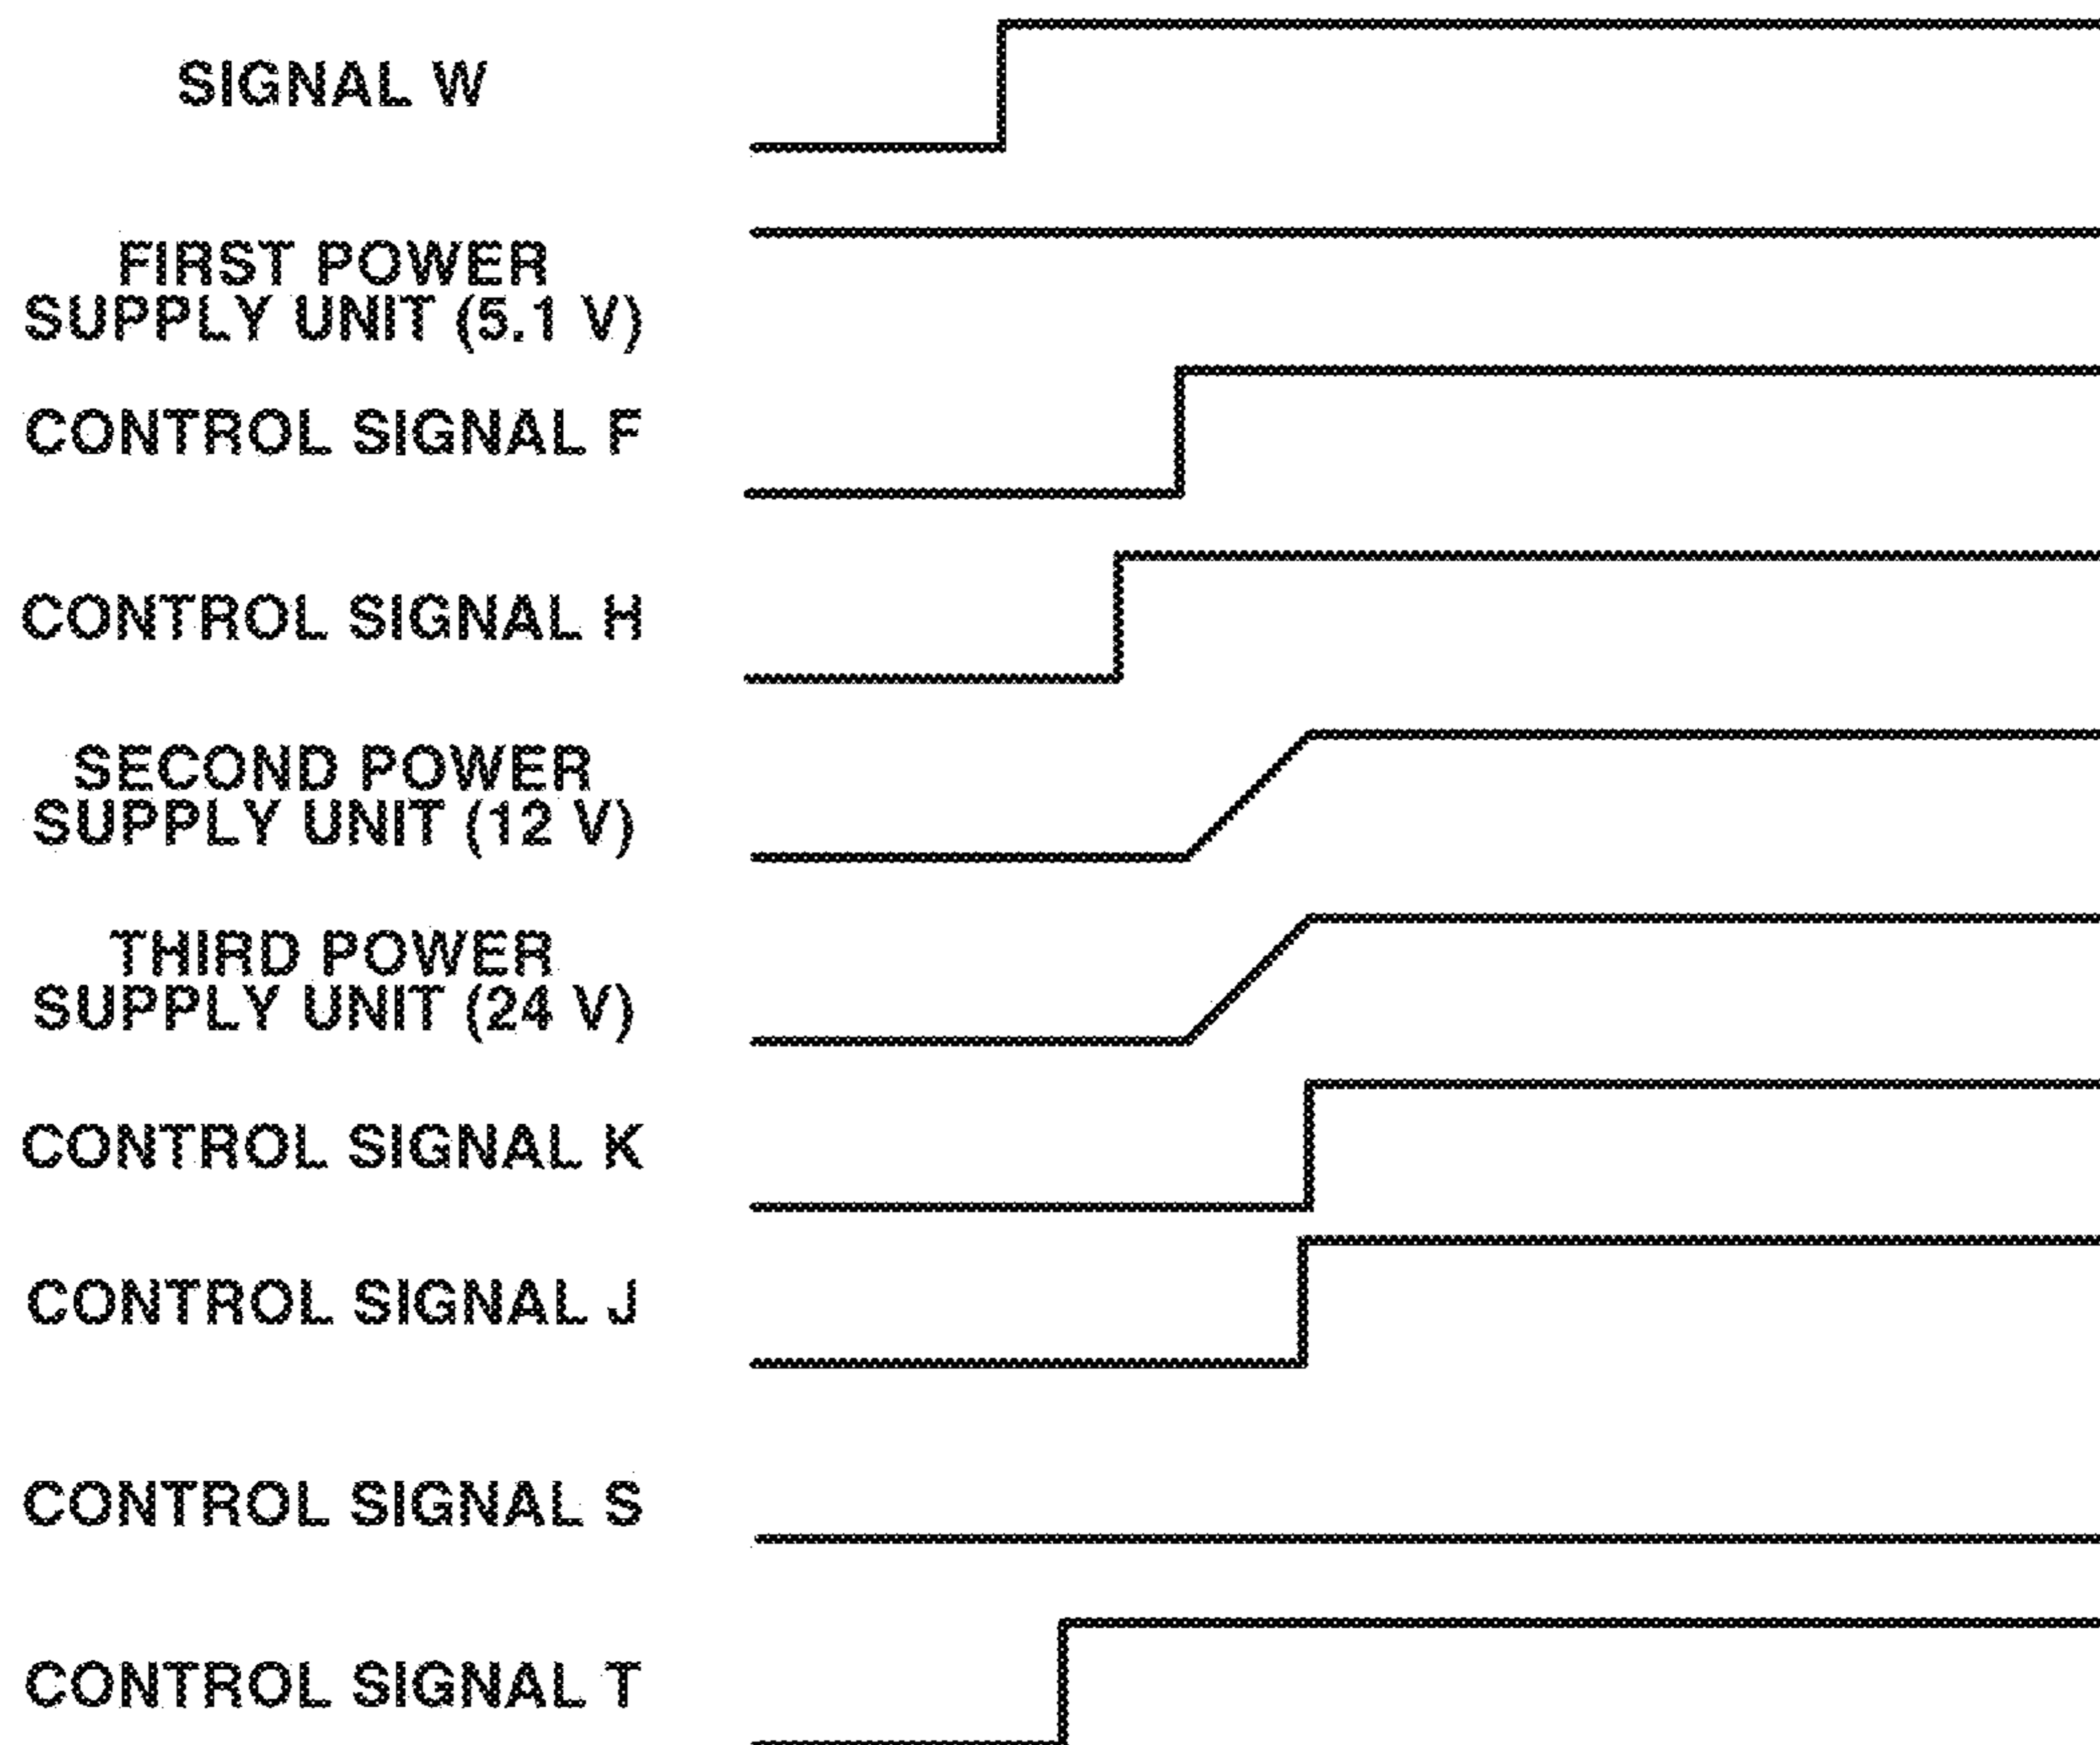 SIGNAL W
FIRST POWER
SUPPLY UNIT (5.1 V)
CONTROL SIGNAL F
CONTROL SIGNAL H
SECOND POWER
SUPPLY UNIT (12 V)
THIRD POWER
SUPPLY UNIT (24 V)
CONTROL SIGNAL K
CONTROL SIGNAL J
CONTROL SIGNAL S
CONTROL SIGNAL T